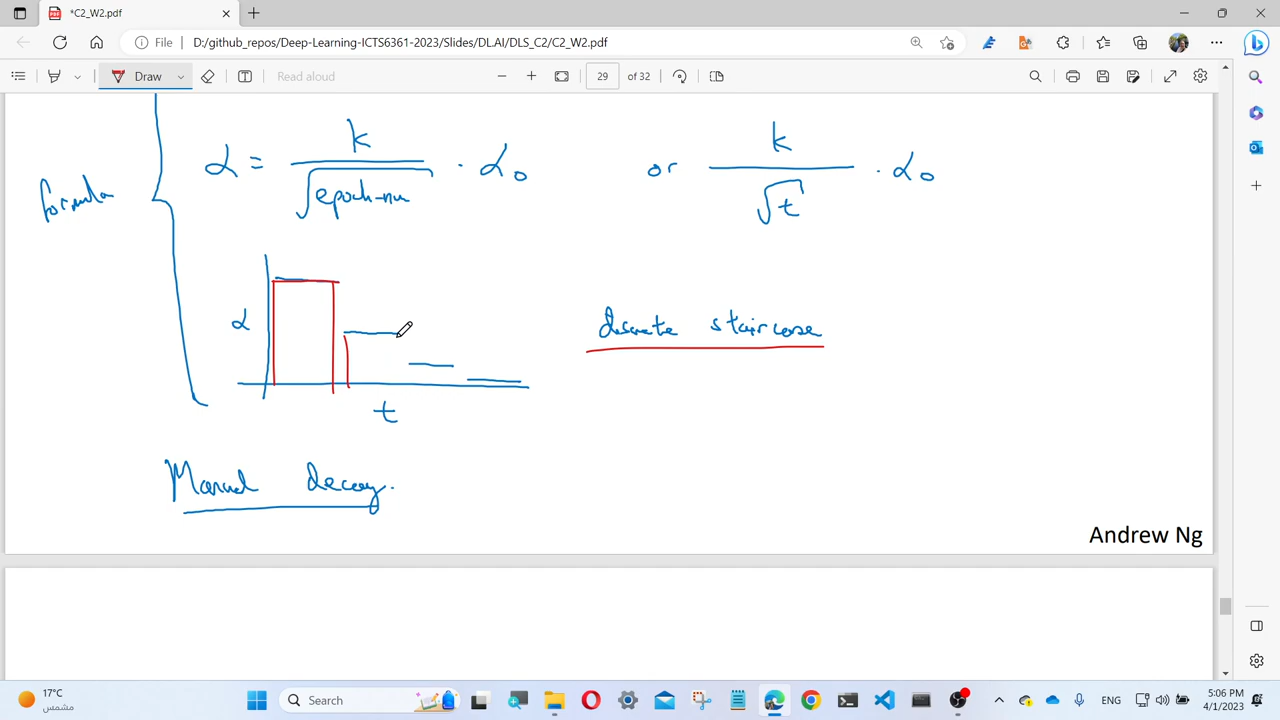 *C2_W2.pdf
File D:/github_repos/Deep-Learning-ICTS6361-2023/Slides/DL.AI/DLS_C2/C2_W2.pdf
Draw Read aloud 29 of 32
formula
α = k / √epoch-num · α₀ or k / √t · α₀
α
t
discrete staircase
Manual decay.
Andrew Ng
17°C
مشمس
Search
ENG
5:06 PM
4/1/2023